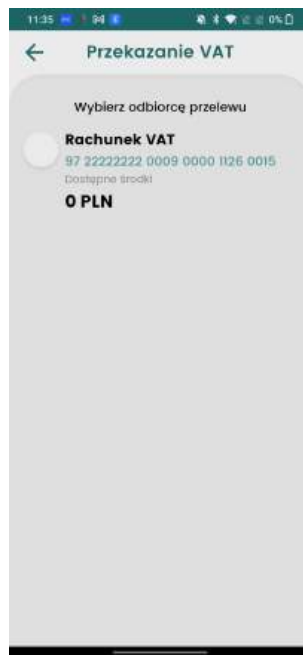 11:35 0%
Przekazanie VAT
Wybierz odbiorcę przelewu
Rachunek VAT
97 22222222 0009 0000 1126 0015
Dostępne środki
0 PLN